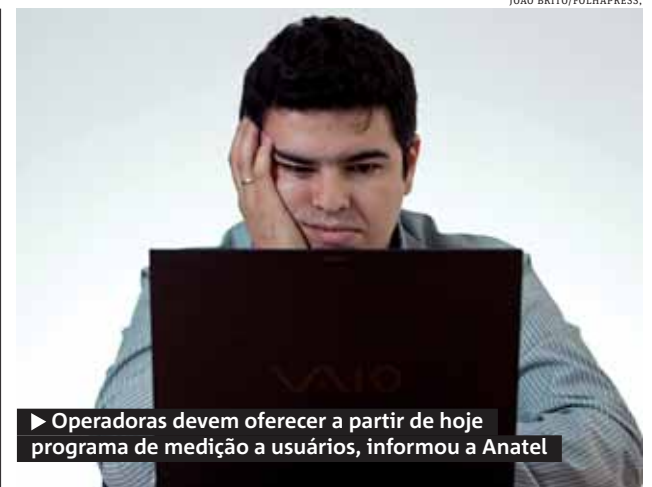 JOÃO BRITO/FOLHAPRESS,
VAIO
▶ Operadoras devem oferecer a partir de hoje
programa de medição a usuários, informou a Anatel